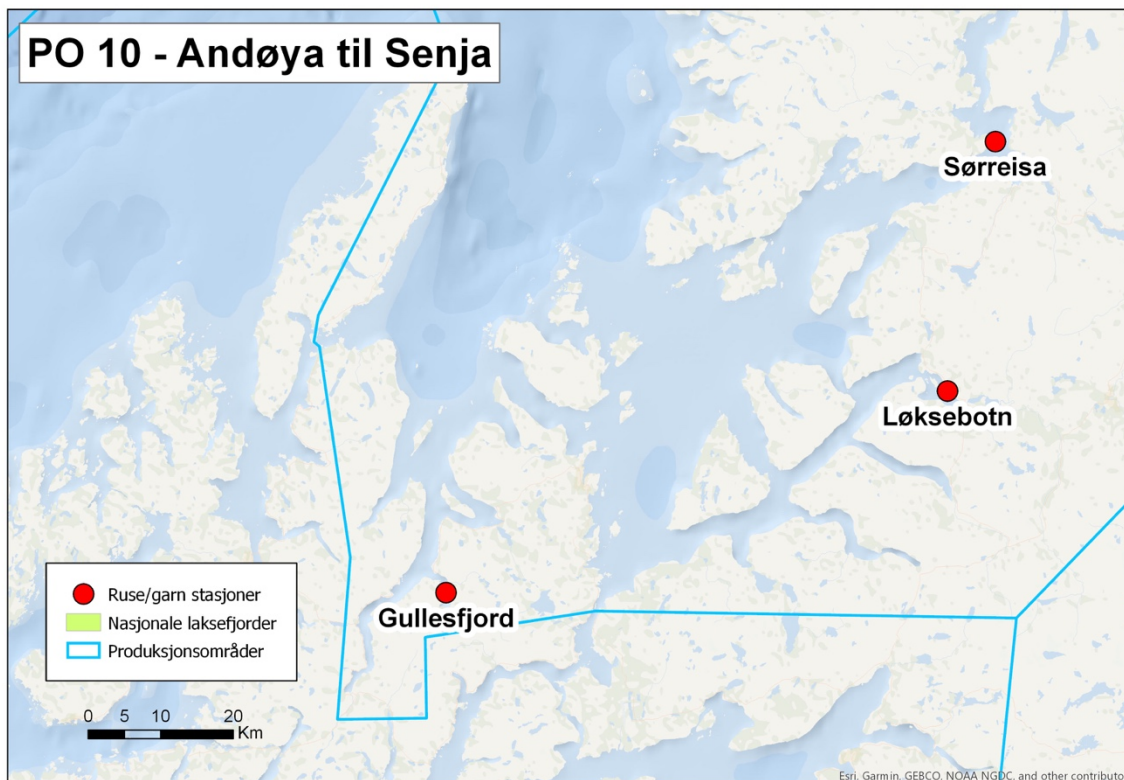 PO 10 - Andøya til Senja
Sørreisa
Løksebotn
Gullesfjord
Ruse/garn stasjoner
Nasjonale laksefjorder
Produksjonsområder
0 5 10 20
Km
Esri, Garmin, GEBCO, NOAA NGDC, and other contributo